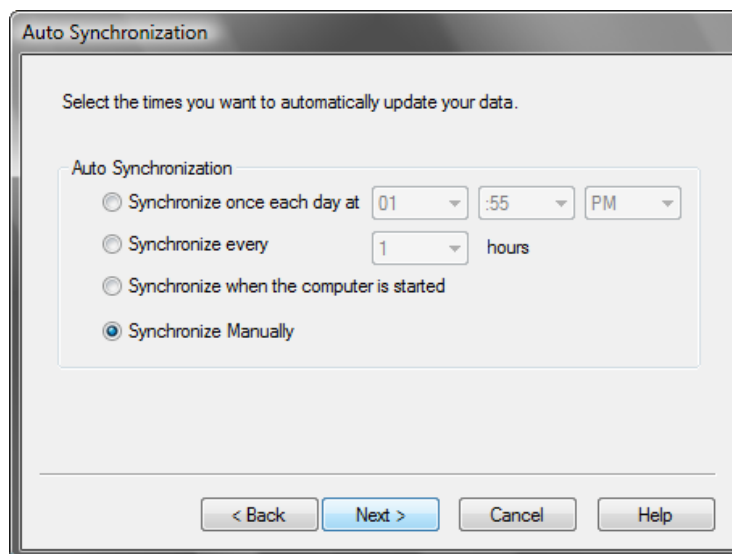 Auto Synchronization
Select the times you want to automatically update your data.
Auto Synchronization
Synchronize once each day at 01 :55 PM
Synchronize every 1 hours
Synchronize when the computer is started
Synchronize Manually
< Back Next > Cancel Help